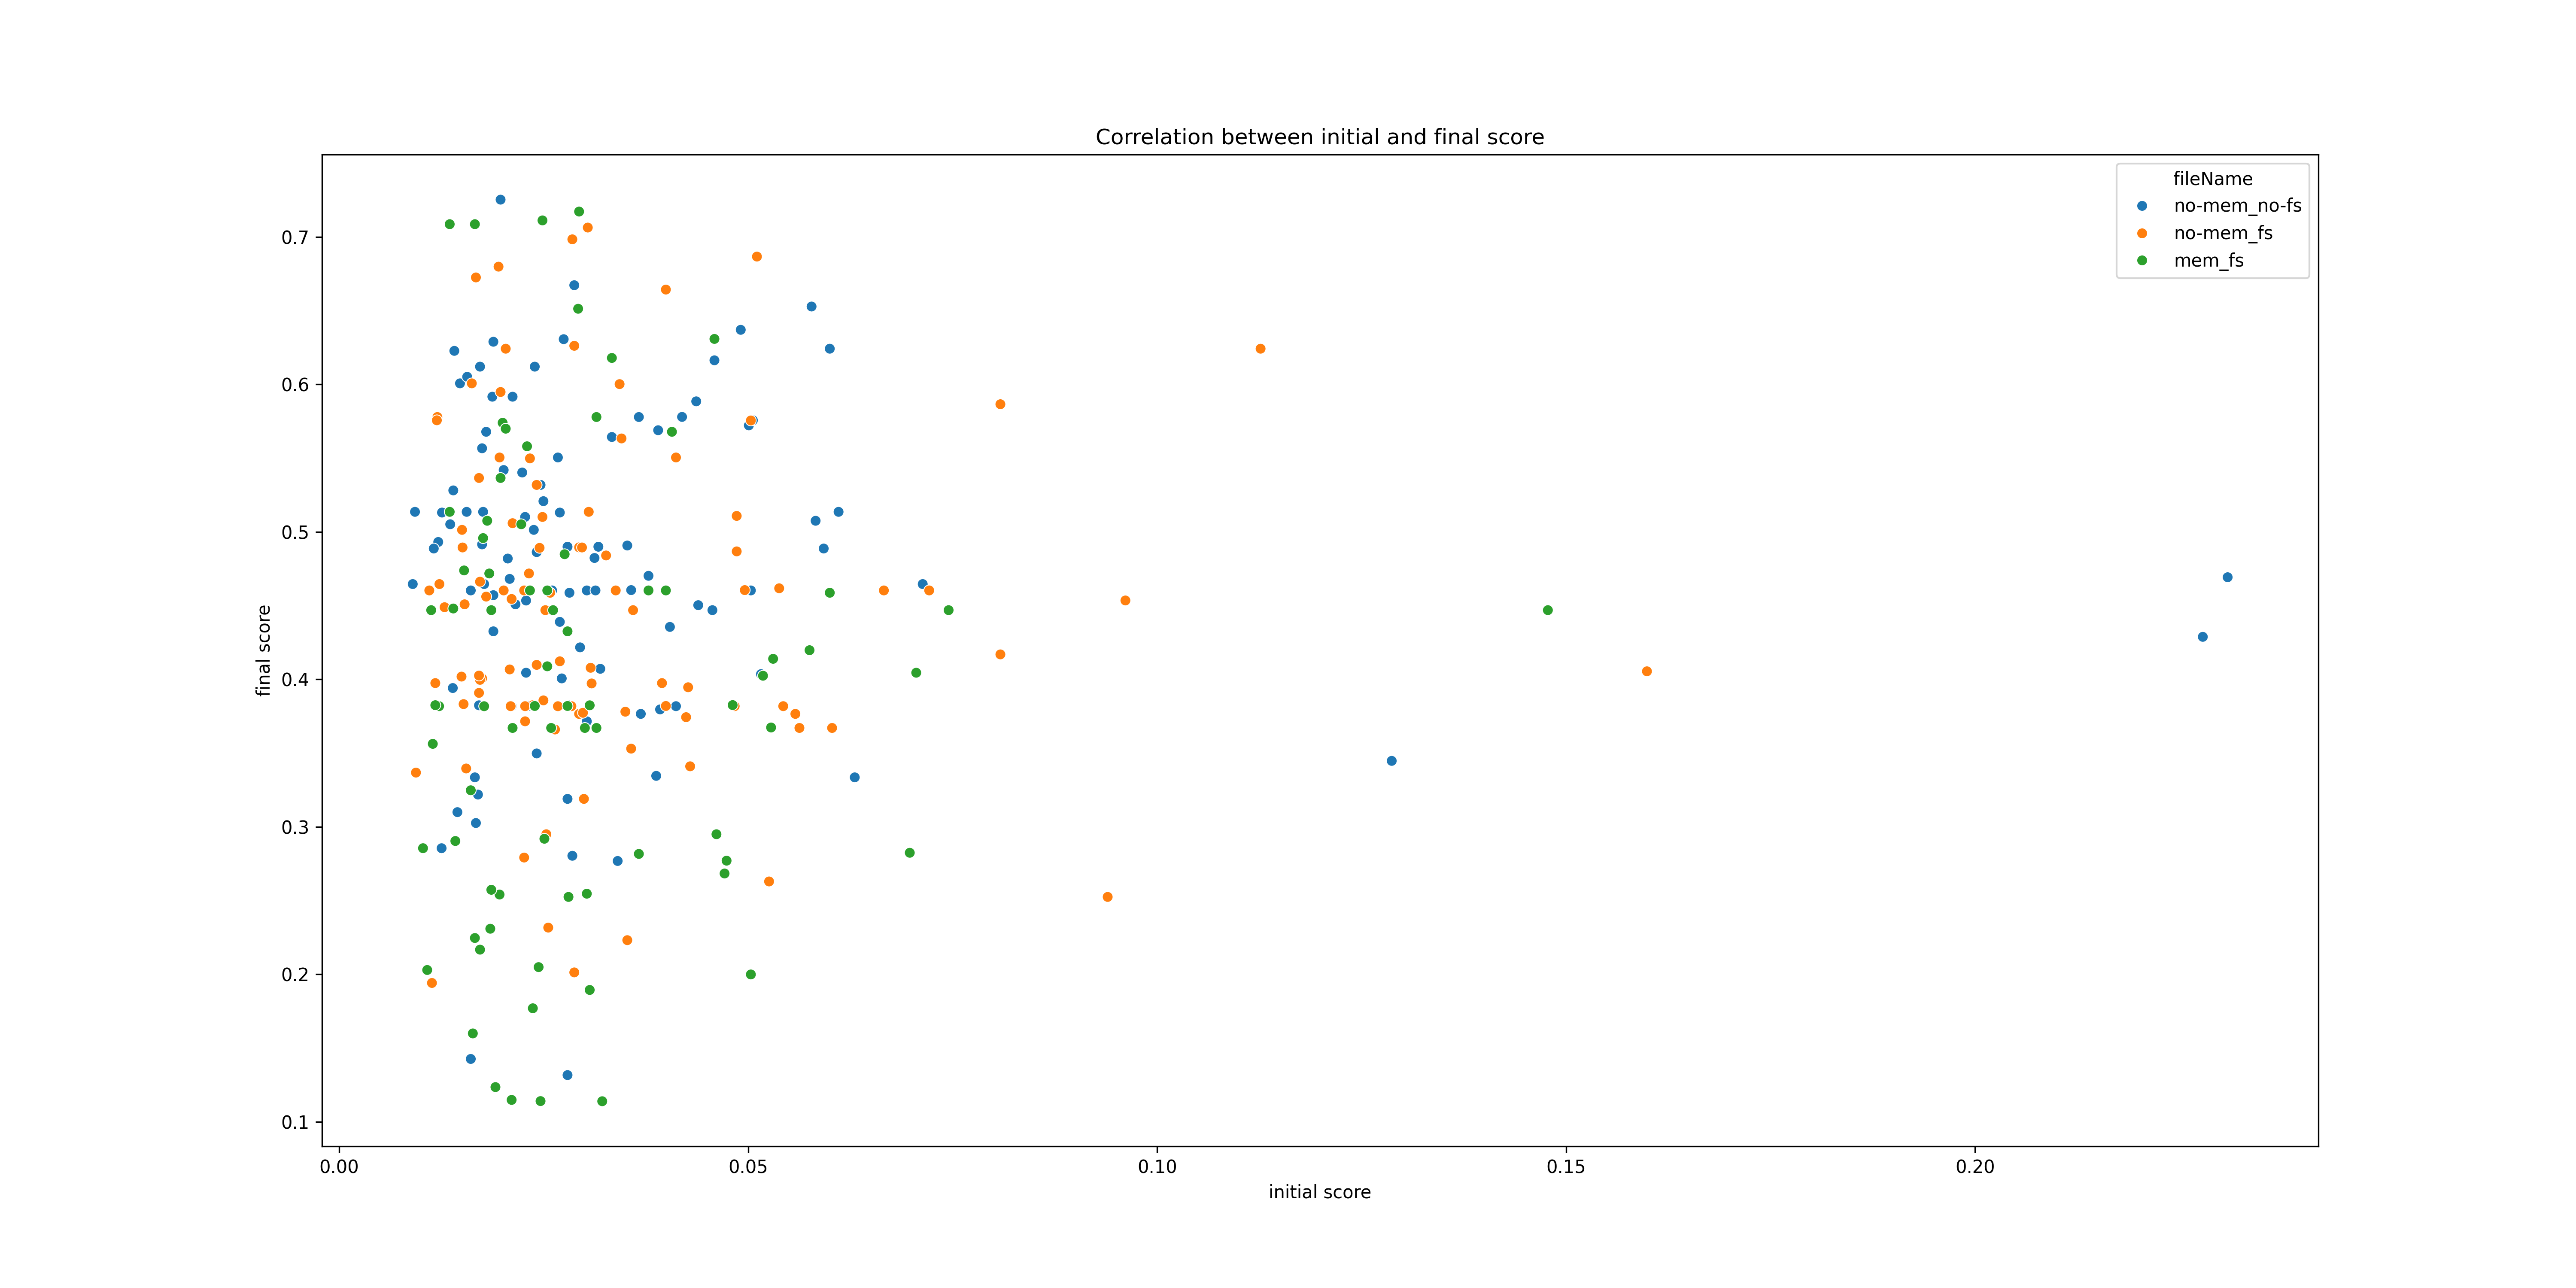 Correlation between initial and final score
fileName
no-mem_no-fs
no-mem_fs
mem_fs
0.7
0.6
0.5
0.4
0.3
0.2
0.1
final score
0.00 0.05 0.10 0.15 0.20
initial score